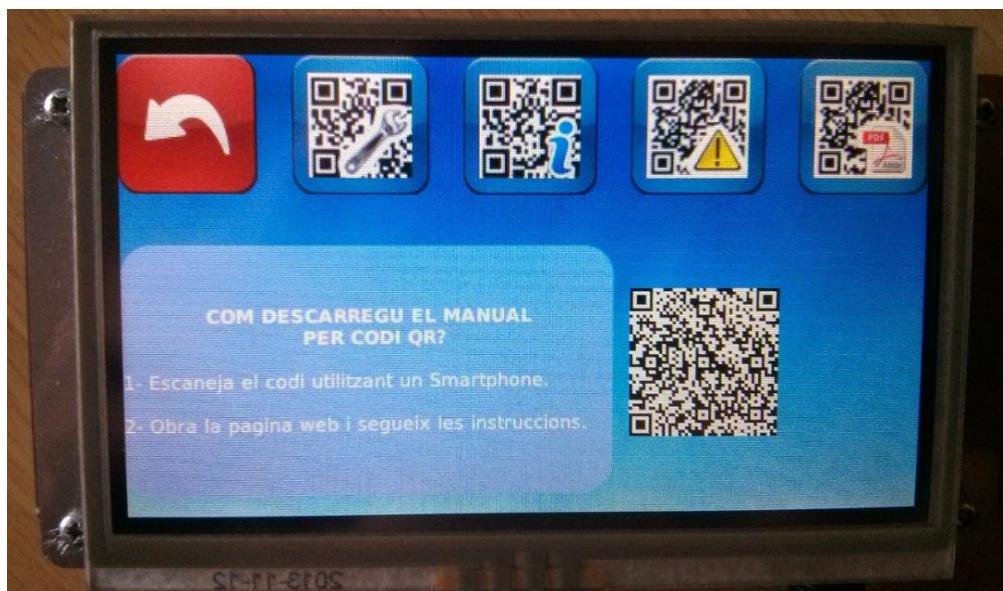 PDF
COM DESCARREGU EL MANUAL
PER CODI QR?
1- Escaneja el codi utilitzant un Smartphone.
2- Obra la pagina web i segueix les instruccions.
2013-11-12